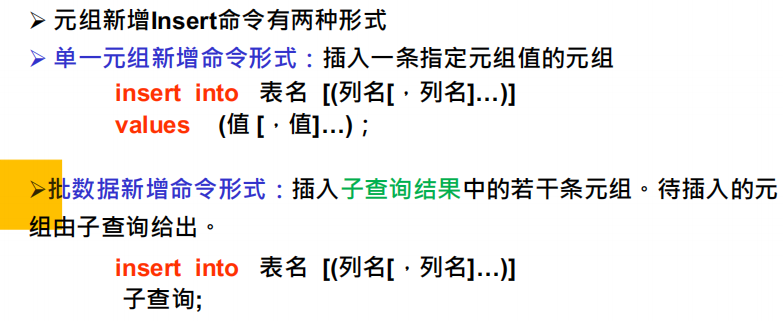 ➢ 元组新增Insert命令有两种形式
➢ 单一元组新增命令形式：插入一条指定元组值的元组
insert into 表名 [(列名[，列名]…)]
values (值 [，值]…)；
➢批数据新增命令形式：插入子查询结果中的若干条元组。待插入的元
组由子查询给出。
insert into 表名 [(列名[，列名]…)]
子查询;